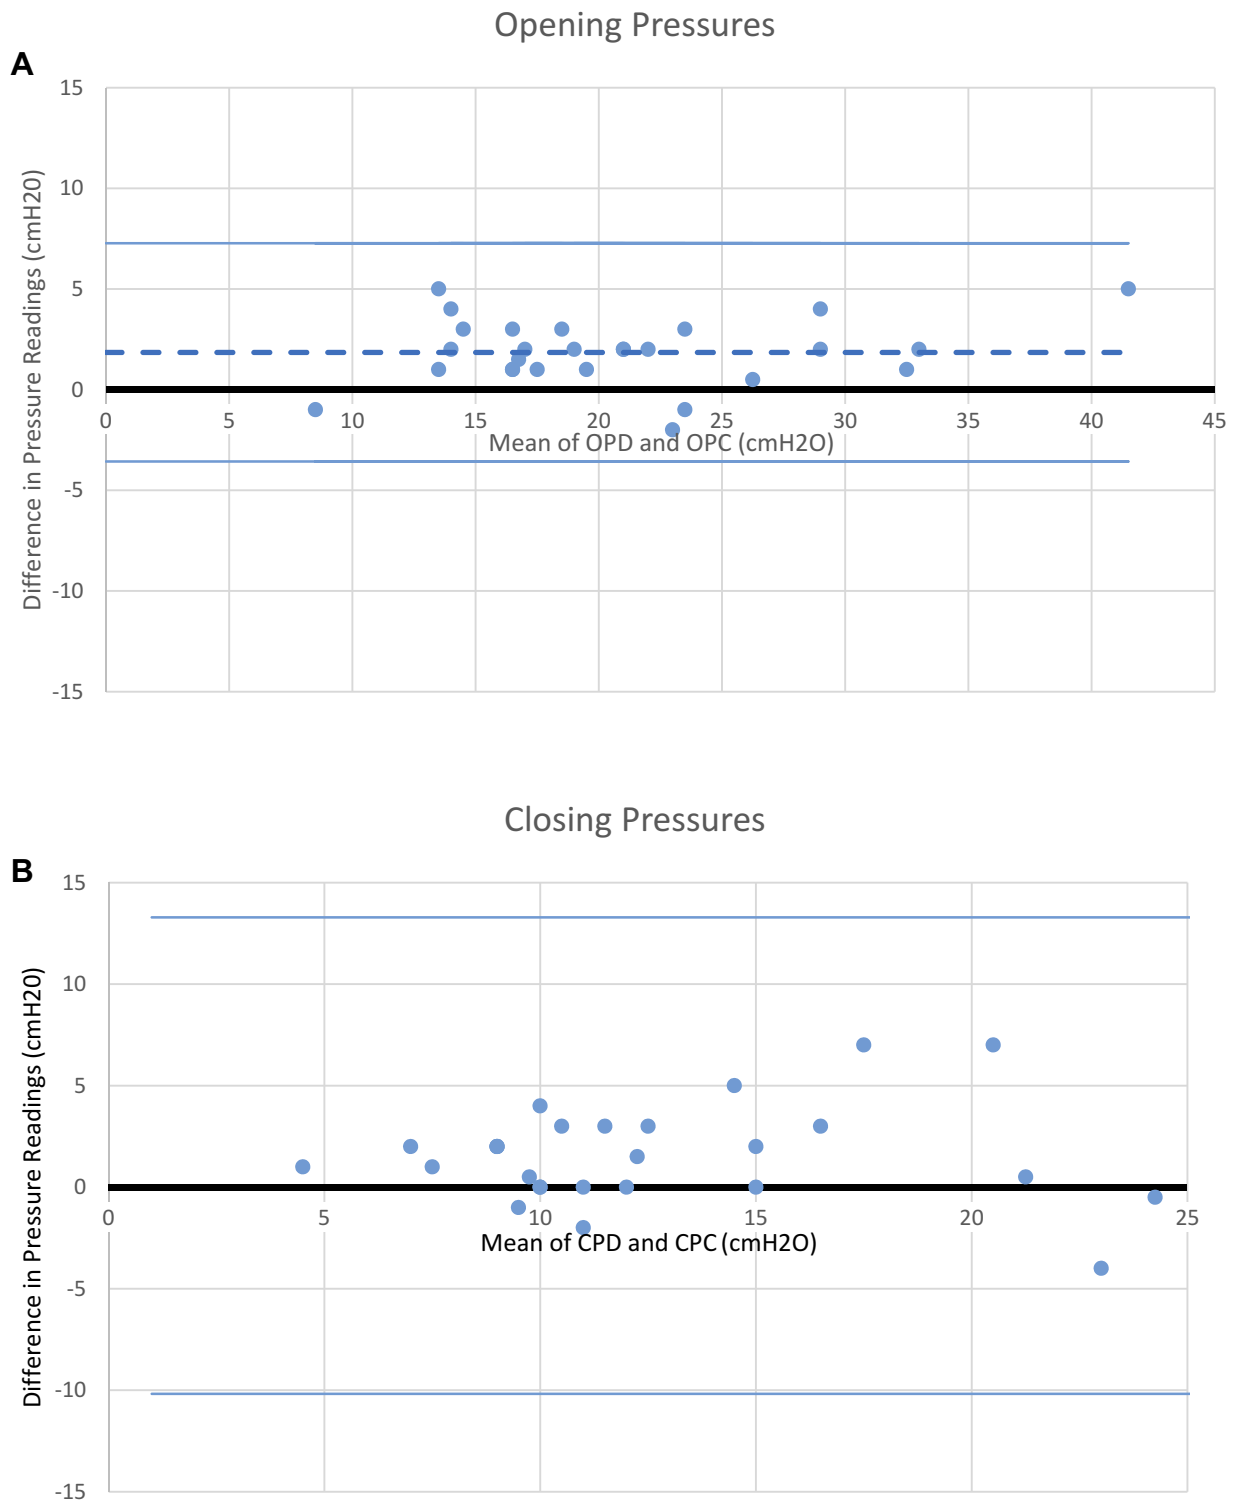 Opening Pressures
A
Difference in Pressure Readings (cmH20)
15
10
5
0
-5
-10
-15
0 5 10 15 20 25 30 35 40 45
Mean of OPD and OPC (cmH2O)
Closing Pressures
B
Difference in Pressure Readings (cmH20)
15
10
5
0
-5
-10
-15
0 5 10 15 20 25
Mean of CPD and CPC (cmH2O)